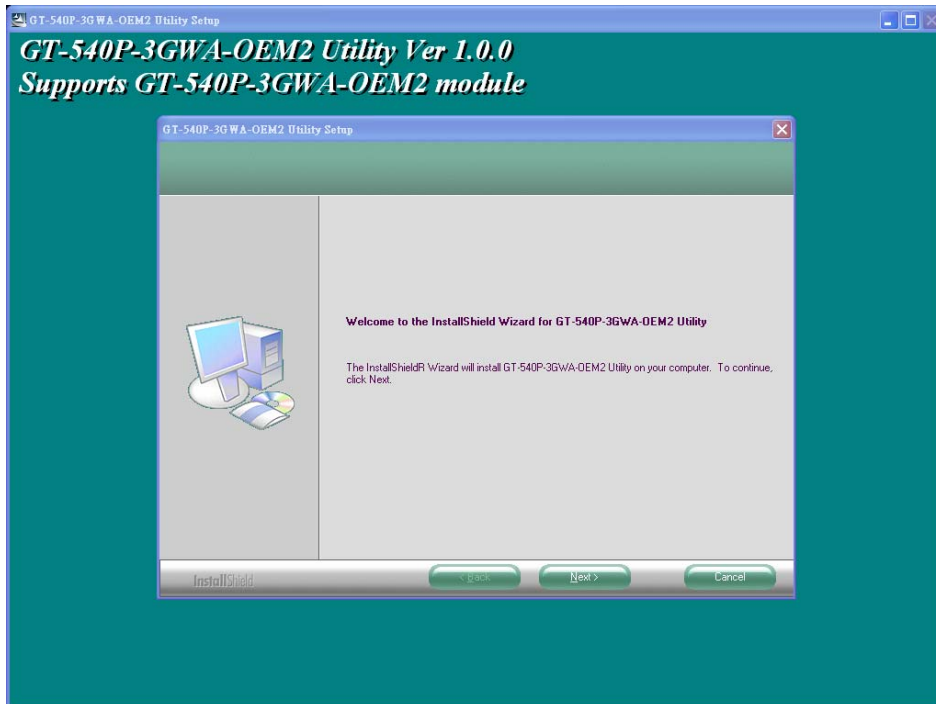 GT-540P-3GWA-OEM2 Utility Setup
GT-540P-3GWA-OEM2 Utility Ver 1.0.0
Supports GT-540P-3GWA-OEM2 module
GT-540P-3GWA-OEM2 Utility Setup
Welcome to the InstallShield Wizard for GT-540P-3GWA-OEM2 Utility
The InstallShieldR Wizard will install GT-540P-3GWA-OEM2 Utility on your computer. To continue,
click Next.
InstallShield
< Back
Next >
Cancel